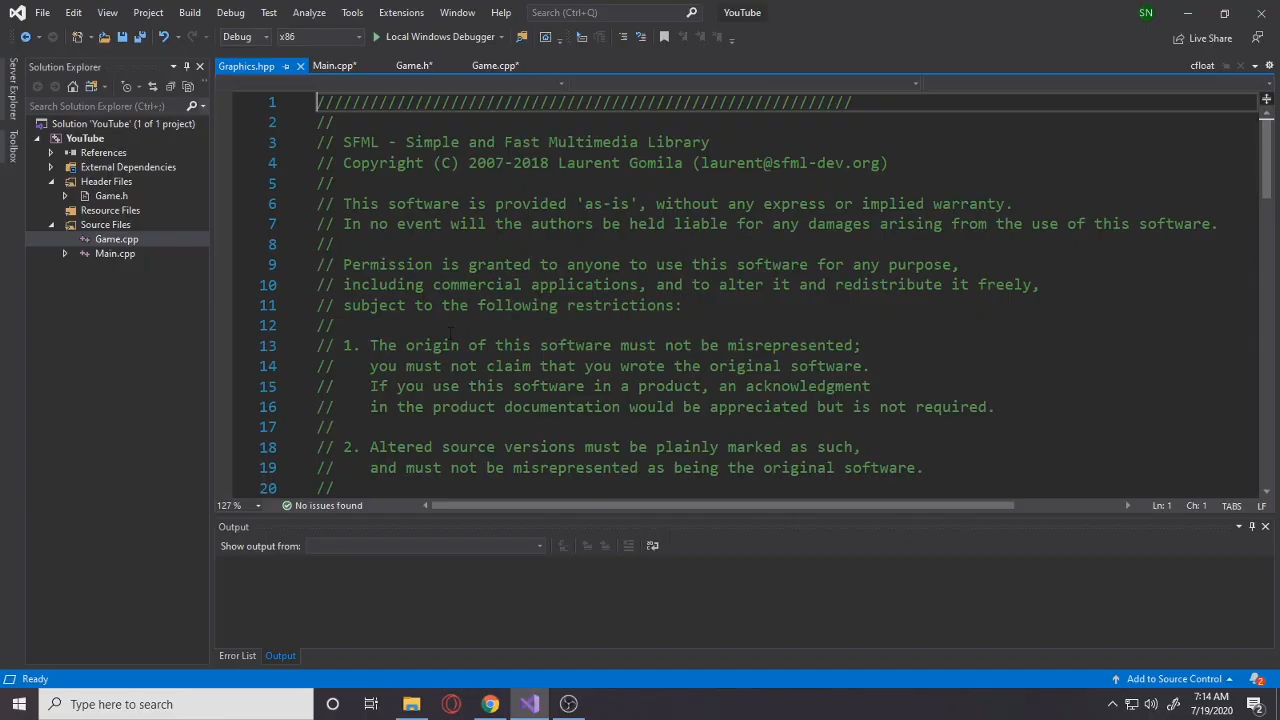 File Edit View Project Build Debug Test Analyze Tools Extensions Window Help Search (Ctrl+Q) YouTube SN
Debug x86 Local Windows Debugger Live Share
Server Explorer
Toolbox
Solution Explorer
Search Solution Explorer (Ctrl+;)
Solution 'YouTube' (1 of 1 project)
YouTube
References
External Dependencies
Header Files
Game.h
Resource Files
Source Files
Game.cpp
Main.cpp
Graphics.hpp Main.cpp* Game.h* Game.cpp* cfloat
1 ////////////////////////////////////////////////////////////
2 //
3 // SFML - Simple and Fast Multimedia Library
4 // Copyright (C) 2007-2018 Laurent Gomila (laurent@sfml-dev.org)
5 //
6 // This software is provided 'as-is', without any express or implied warranty.
7 // In no event will the authors be held liable for any damages arising from the use of this software.
8 //
9 // Permission is granted to anyone to use this software for any purpose,
10 // including commercial applications, and to alter it and redistribute it freely,
11 // subject to the following restrictions:
12 //
13 // 1. The origin of this software must not be misrepresented;
14 // you must not claim that you wrote the original software.
15 // If you use this software in a product, an acknowledgment
16 // in the product documentation would be appreciated but is not required.
17 //
18 // 2. Altered source versions must be plainly marked as such,
19 // and must not be misrepresented as being the original software.
20 //
127 % No issues found Ln: 1 Ch: 1 TABS LF
Output
Show output from:
Error List Output
Ready Add to Source Control 2
Type here to search
7:14 AM
7/19/2020
2